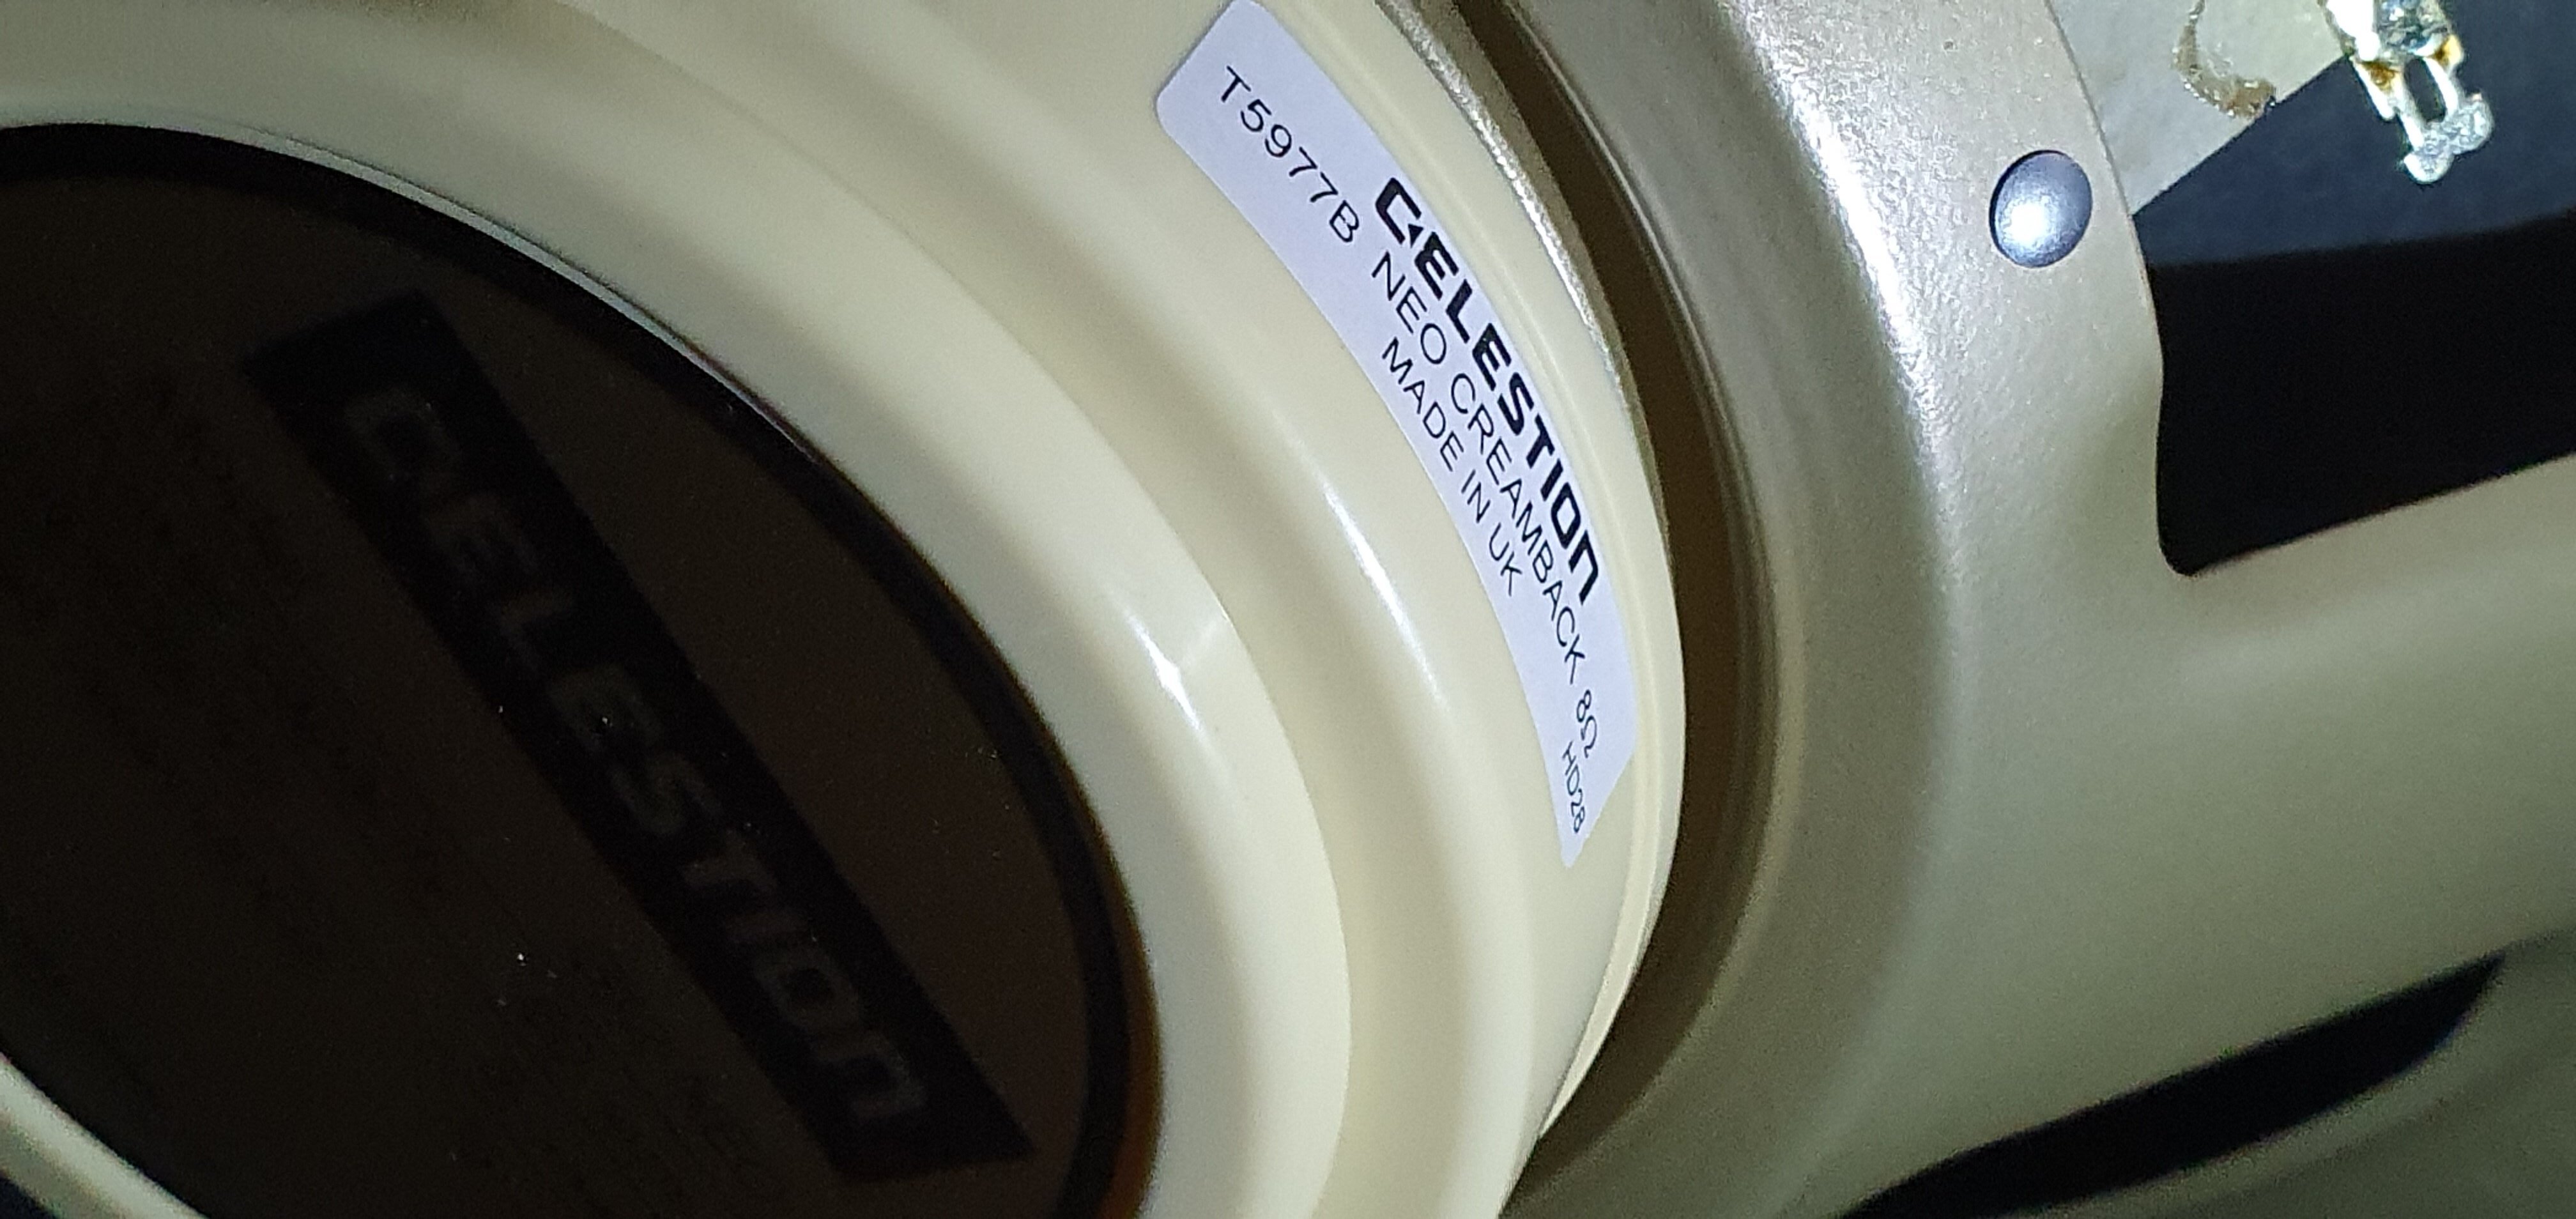 CELESTION
T5977B NEO CREAMBACK 8Ω
MADE IN UK
HD28
CELESTION